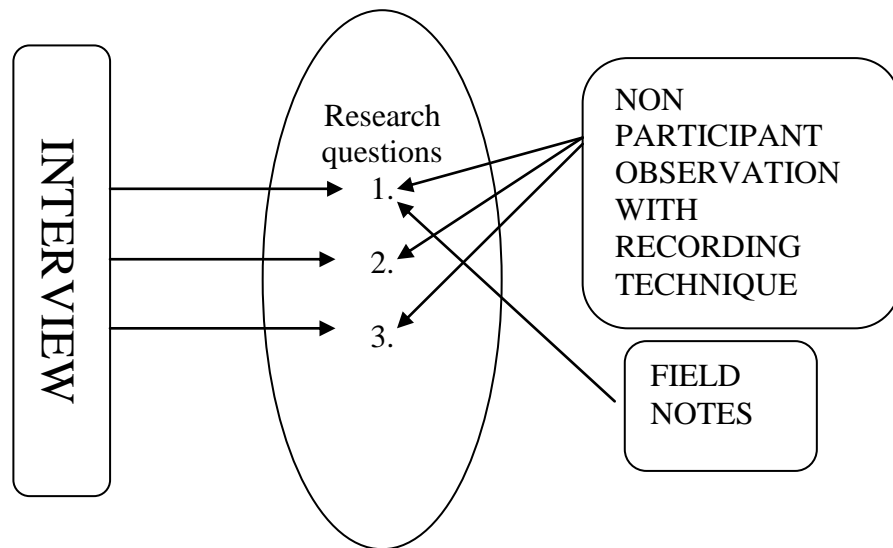 INTERVIEW
Research
questions
1.
2.
3.
NON
PARTICIPANT
OBSERVATION
WITH
RECORDING
TECHNIQUE
FIELD
NOTES